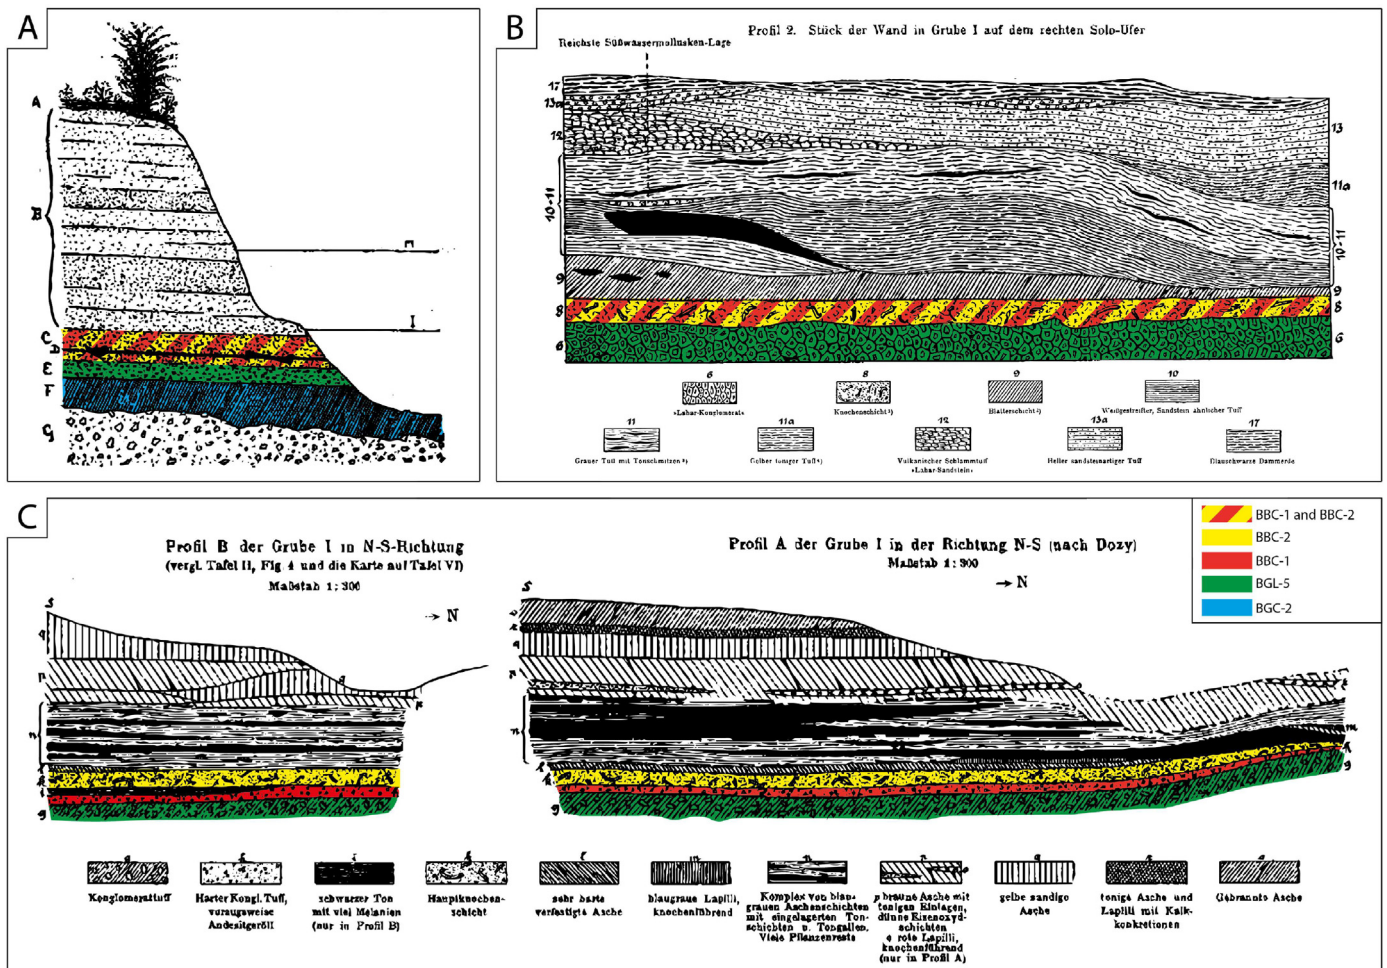 A
A
B
C
D
E
F
G
E
I
B
Profil 2. Stück der Wand in Grube I auf dem rechten Solo-Ufer
Reichste Süßwassermollusken-Lage
17
13a
12
10-11
9
8
6
13
11a
10-11
9
8
6
6
8
9
10
»Lahar-Konglomerat«
Knochenschicht¹)
Blätterschicht²)
Weißgestreifter, Sandstein ähnlicher Tuff
11
11a
12
13a
17
Grauer Tuff mit Tonschmitzen³)
Gelber toniger Tuff⁴)
Vulkanischer Schlammtuff
»Lahar-Sandstein«
Heller sandsteinartiger Tuff
Blauschwarze Dammerde
C
Profil B der Grube I in N-S-Richtung
(vergl. Tafel II, Fig. 4 und die Karte auf Tafel VI)
Maßstab 1:300
→ N
S
Profil A der Grube I in der Richtung N-S (nach Dozy)
Maßstab 1:300
→ N
S
BBC-1 and BBC-2
BBC-2
BBC-1
BGL-5
BGC-2
q
n
g
n
m
g
g
h
i
k
l
m
n
q
Konglomerattuff
Harter Kongl. Tuff,
vorzugsweise
Andesitgeröll
schwarzer Ton
mit viel Melanien
(nur in Profil B)
Hauptknochen-
schicht
sehr harte
verfestigte Asche
blaugraue Lapilli,
knochenführend
Komplex von blau-
grauen Aschenschichten
mit eingelagerten Ton-
schichten u. Tongallen.
Viele Pflanzenreste
p braune Asche mit
tonigen Einlagen,
dünne Eisenoxyd-
schichten
rote Lapilli,
knochenführend
(nur in Profil A)
gelbe sandige
Asche
tonige Asche und
Lapilli mit Kalk-
konkretionen
Gebrannte Asche